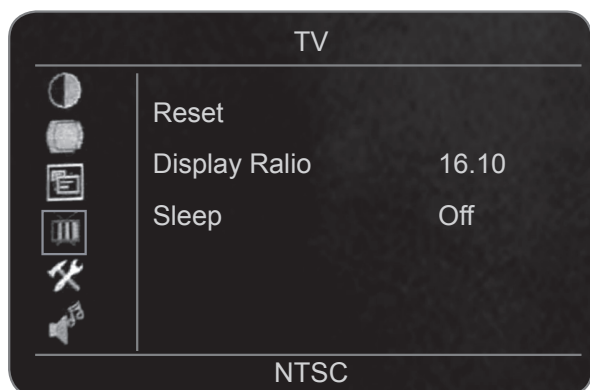 TV
Reset
Display Ralio 16.10
Sleep Off
NTSC